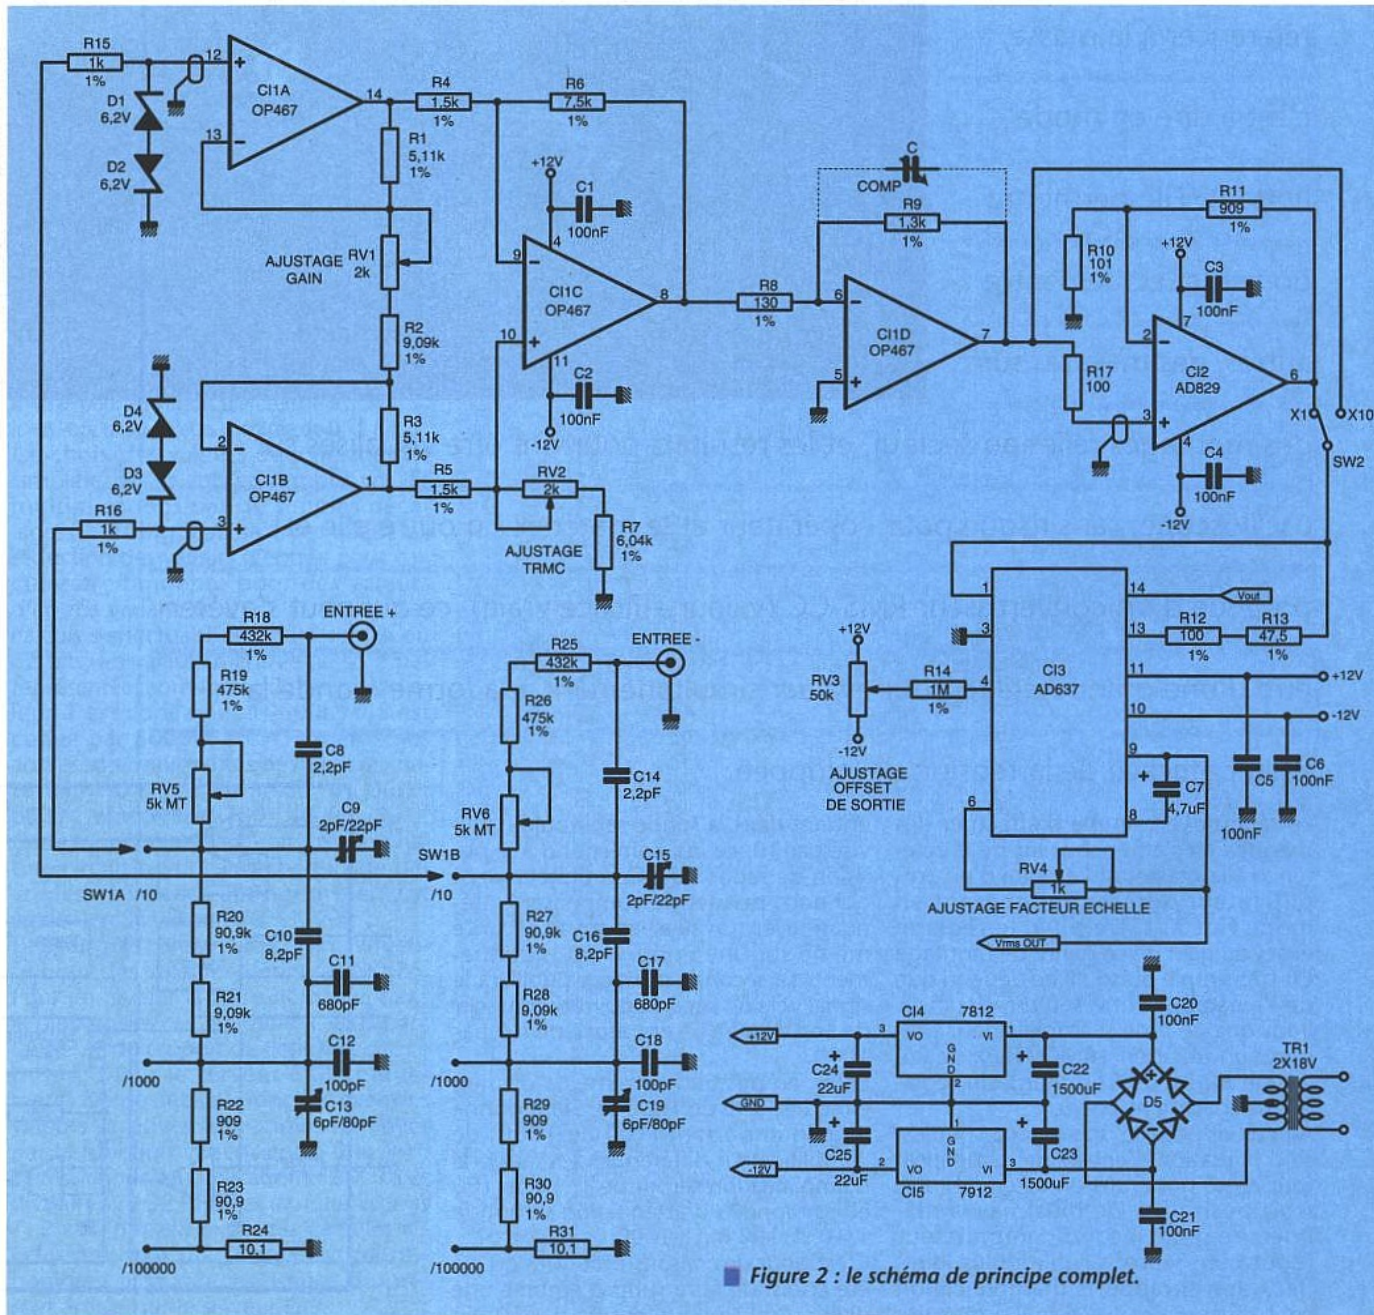 R15
1k
1%
12
+
CI1A
OP467
14
13
-
D1
6,2V
D2
6,2V
R4
1,5k
1%
R6
7,5k
1%
R1
5,11k
1%
AJUSTAGE
GAIN
RV1
2k
R2
9,09k
1%
R3
5,11k
1%
+12V
C1
100nF
4
9
-
CI1C
OP467
8
10
+
11
C2
100nF
-12V
D4
6,2V
D3
6,2V
2
-
CI1B
OP467
1
3
+
R16
1k
1%
R5
1,5k
1%
RV2
2k
AJUSTAGE
TRMC
R7
6,04k
1%
C
COMP
R9
1,3k
1%
R8
130
1%
6
-
CI1D
OP467
7
5
+
R11
909
1%
R10
101
1%
+12V
C3
100nF
7
2
-
CI2
AD829
6
R17
100
3
+
4
C4
100nF
-12V
X1
X10
SW2
R18
432k
1%
ENTREE +
R19
475k
1%
RV5
5k MT
C8
2,2pF
C9
2pF/22pF
SW1A
/10
R20
90,9k
1%
C10
8,2pF
R21
9,09k
1%
C11
680pF
C12
100pF
/1000
R22
909
1%
C13
6pF/80pF
R23
90,9
1%
R24
10,1
/100000
R25
432k
1%
ENTREE -
R26
475k
1%
RV6
5k MT
C14
2,2pF
C15
2pF/22pF
SW1B
/10
R27
90,9k
1%
C16
8,2pF
R28
9,09k
1%
C17
680pF
C18
100pF
/1000
R29
909
1%
C19
6pF/80pF
R30
90,9
1%
R31
10,1
/100000
+12V
RV3
50k
-12V
AJUSTAGE
OFFSET
DE SORTIE
R14
1M
1%
1
3
4
6
CI3
AD637
14
13
11
10
9
8
Vout
R12
100
1%
R13
47,5
1%
+12V
-12V
C5
100nF
C6
100nF
+
C7
4,7uF
RV4
1k
AJUSTAGE FACTEUR ECHELLE
Vrms OUT
C20
100nF
+12V
3
CI4
7812
VO
VI
GND
1
2
+
C24
22uF
+
C22
1500uF
GND
+
C25
22uF
+
C23
1500uF
-12V
2
1
GND
VO
VI
3
CI5
7912
+
D5
-
TR1
2X18V
C21
100nF
Figure 2 : le schéma de principe complet.